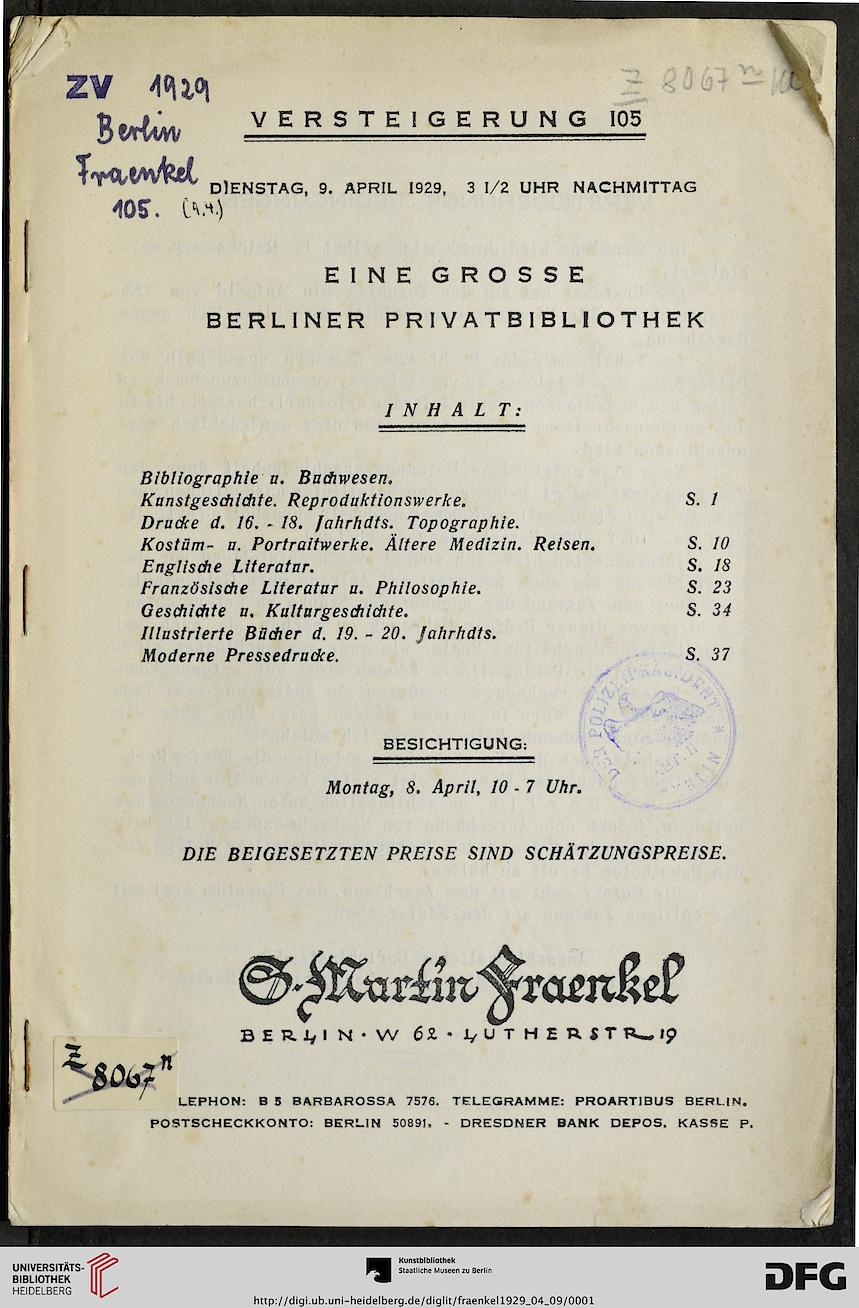 ZV 1929
Berlin
Fraenkel
105. (9.4.)
Z 8067 n
VERSTEIGERUNG 105
DIENSTAG, 9. APRIL 1929, 3 1/2 UHR NACHMITTAG
EINE GROSSE
BERLINER PRIVATBIBLIOTHEK
INHALT:
Bibliographie u. Buchwesen.
Kunstgeschichte. Reproduktionswerke. S. 1
Drucke d. 16. - 18. Jahrhdts. Topographie.
Kostüm- u. Portraitwerke. Ältere Medizin. Reisen. S. 10
Englische Literatur. S. 18
Französische Literatur u. Philosophie. S. 23
Geschichte u. Kulturgeschichte. S. 34
Illustrierte Bücher d. 19. - 20. Jahrhdts.
Moderne Pressedrucke. S. 37
DER POLIZEIPRÄSIDENT * BERLIN
BESICHTIGUNG:
Montag, 8. April, 10 - 7 Uhr.
DIE BEIGESETZTEN PREISE SIND SCHÄTZUNGSPREISE.
S. Martin Fraenkel
BERLIN · W 62 · LUTHERSTR. 19
Z 8067 n
LEPHON: B 5 BARBAROSSA 7576. TELEGRAMME: PROARTIBUS BERLIN.
POSTSCHECKKONTO: BERLIN 50891, - DRESDNER BANK DEPOS. KASSE P.
UNIVERSITÄTS-
BIBLIOTHEK
HEIDELBERG
Kunstbibliothek
Staatliche Museen zu Berlin
http://digi.ub.uni-heidelberg.de/diglit/fraenkel1929_04_09/0001
DFG